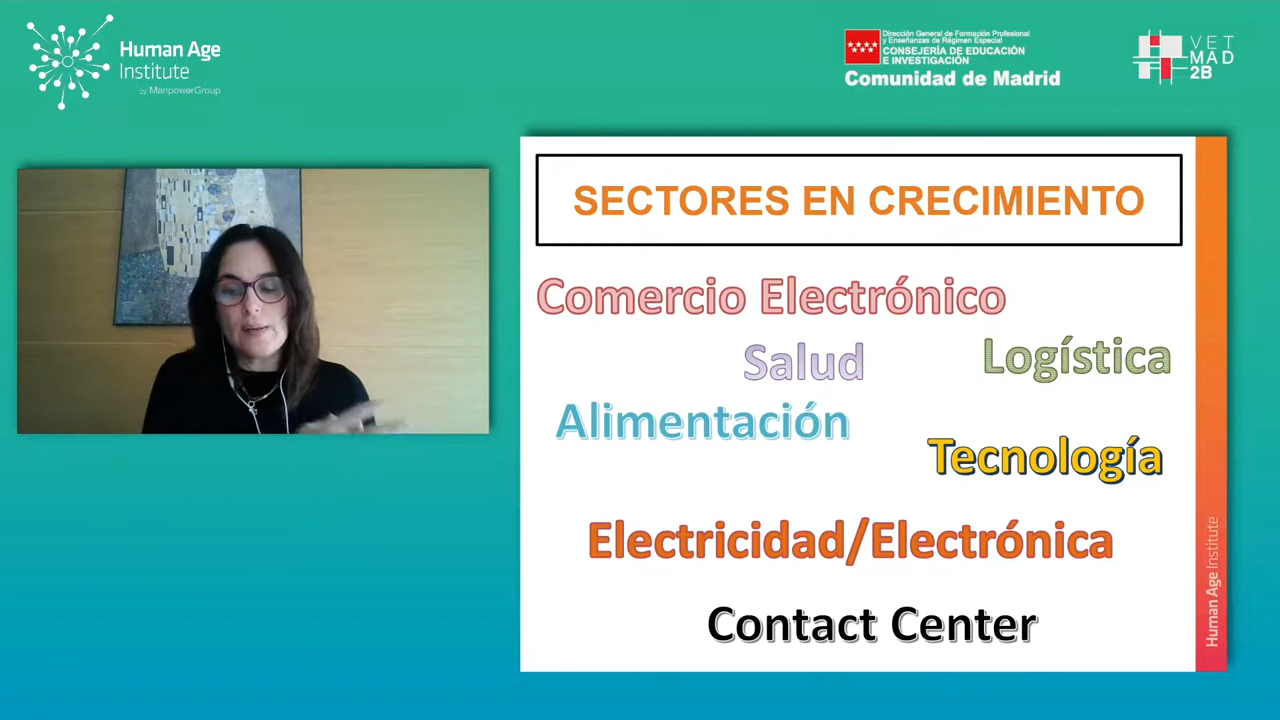 Human Age
Institute
by ManpowerGroup
Dirección General de Formación Profesional
y Enseñanzas de Régimen Especial
CONSEJERÍA DE EDUCACIÓN
E INVESTIGACIÓN
Comunidad de Madrid
VET
MAD
2B
SECTORES EN CRECIMIENTO
Comercio Electrónico
Salud
Logística
Alimentación
Tecnología
Electricidad/Electrónica
Contact Center
Human Age Institute